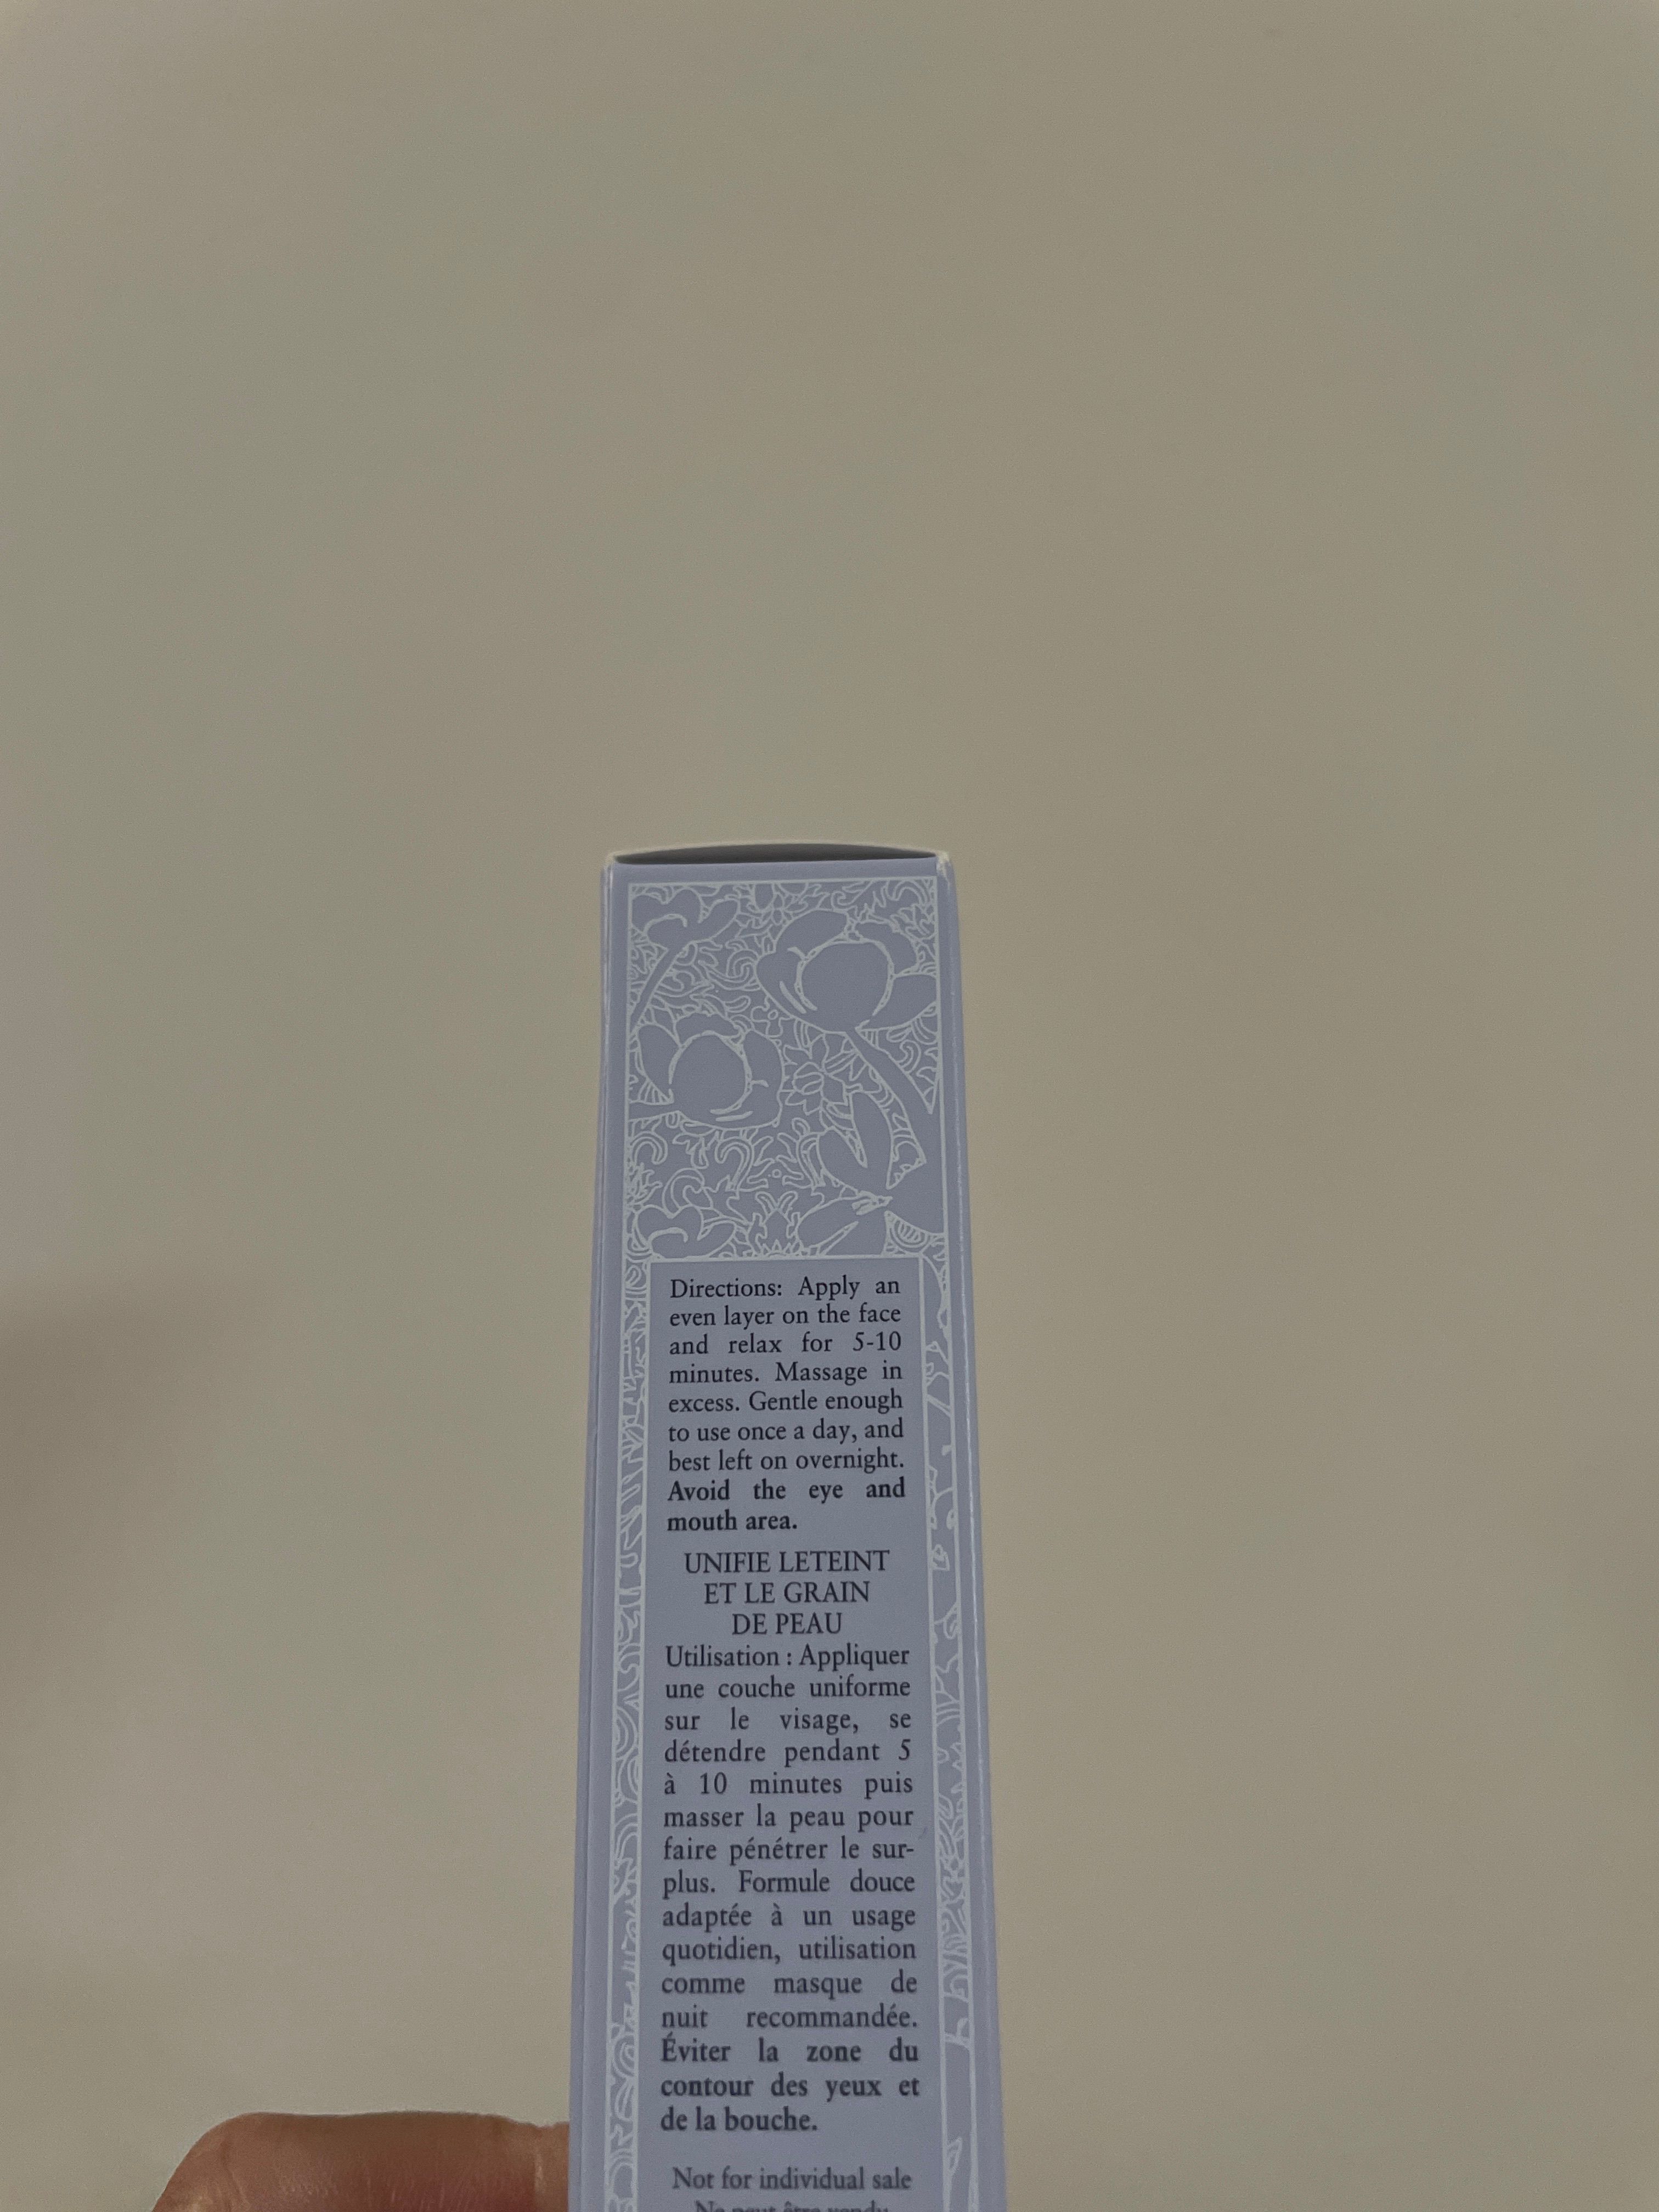 Directions: Apply an
even layer on the face
and relax for 5-10
minutes. Massage in
excess. Gentle enough
to use once a day, and
best left on overnight.
Avoid the eye and
mouth area.
UNIFIE LETEINT
ET LE GRAIN
DE PEAU
Utilisation : Appliquer
une couche uniforme
sur le visage, se
détendre pendant 5
à 10 minutes puis
masser la peau pour
faire pénétrer le sur-
plus. Formule douce
adaptée à un usage
quotidien, utilisation
comme masque de
nuit recommandée.
Éviter la zone du
contour des yeux et
de la bouche.
Not for individual sale
Ne peut être vendu